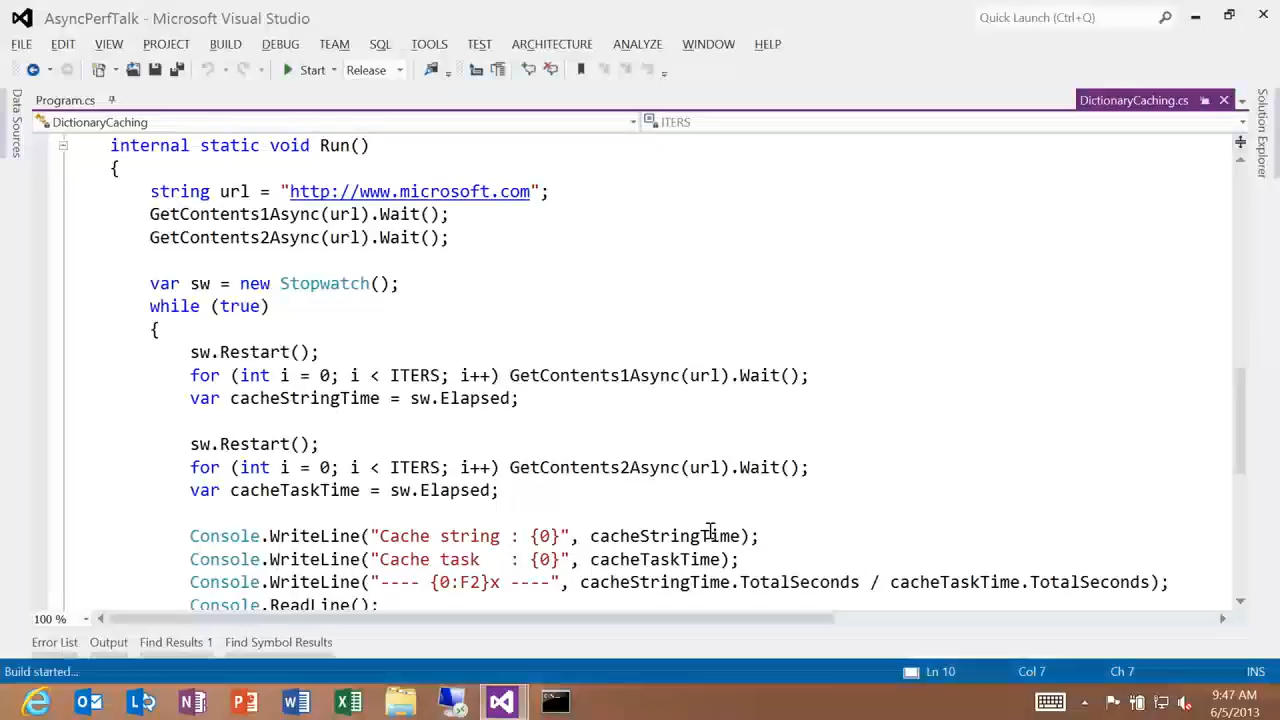 AsyncPerfTalk - Microsoft Visual Studio
Quick Launch (Ctrl+Q)
FILE EDIT VIEW PROJECT BUILD DEBUG TEAM SQL TOOLS TEST ARCHITECTURE ANALYZE WINDOW HELP
Start Release
Program.cs DictionaryCaching.cs
DictionaryCaching ITERS
Data Sources
Solution Explorer
internal static void Run()
{
string url = "http://www.microsoft.com";
GetContents1Async(url).Wait();
GetContents2Async(url).Wait();
var sw = new Stopwatch();
while (true)
{
sw.Restart();
for (int i = 0; i < ITERS; i++) GetContents1Async(url).Wait();
var cacheStringTime = sw.Elapsed;
sw.Restart();
for (int i = 0; i < ITERS; i++) GetContents2Async(url).Wait();
var cacheTaskTime = sw.Elapsed;
Console.WriteLine("Cache string : {0}", cacheStringTime);
Console.WriteLine("Cache task   : {0}", cacheTaskTime);
Console.WriteLine("---- {0:F2}x ----", cacheStringTime.TotalSeconds / cacheTaskTime.TotalSeconds);
Console.ReadLine();
100 %
Error List Output Find Results 1 Find Symbol Results
Build started... Ln 10 Col 7 Ch 7 INS
9:47 AM
6/5/2013